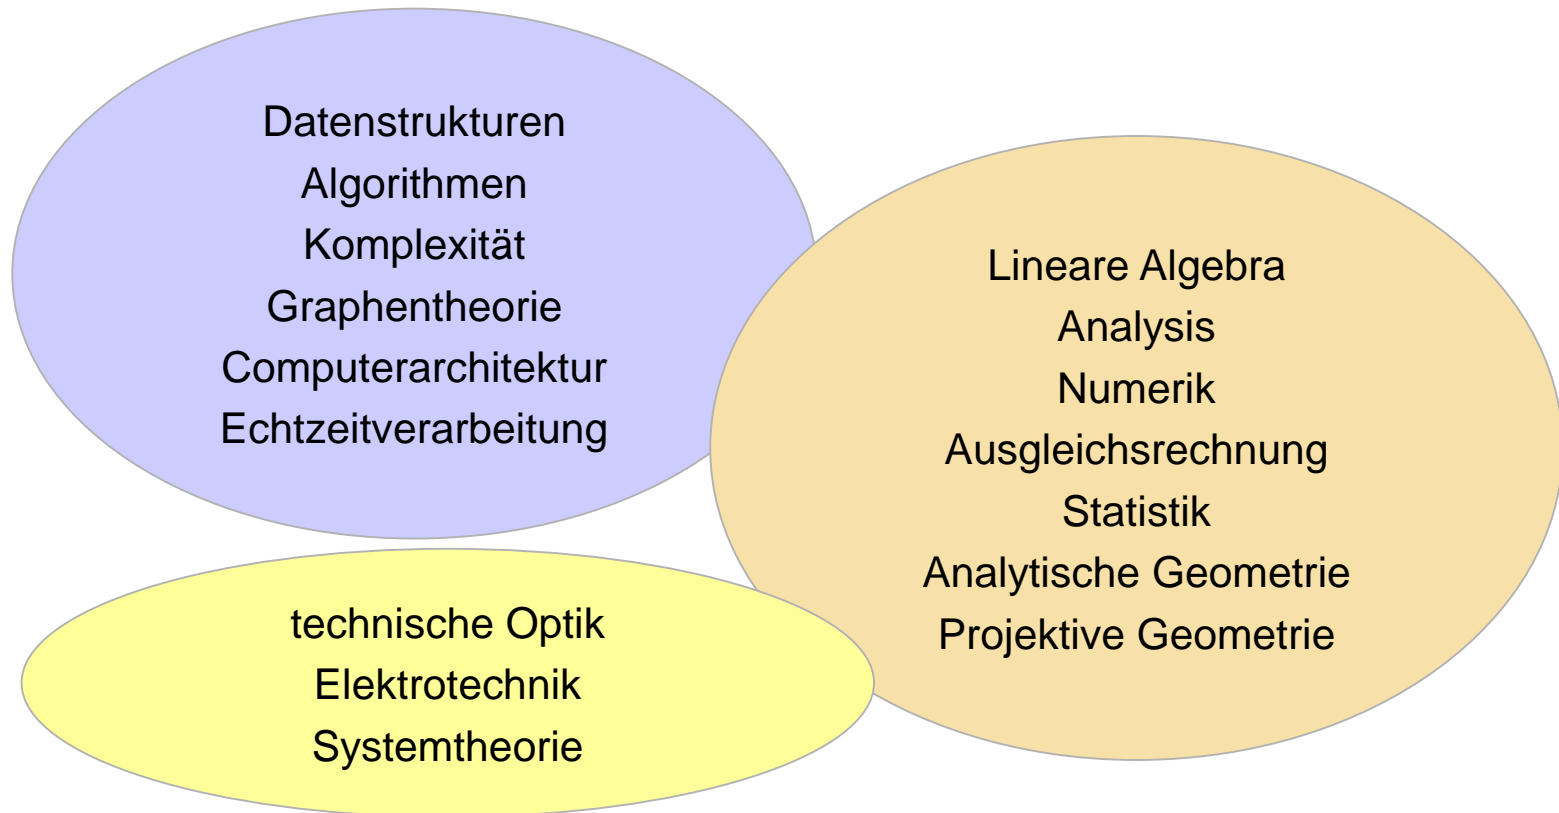 Datenstrukturen
Algorithmen
Komplexität
Graphentheorie
Computerarchitektur
Echtzeitverarbeitung
Lineare Algebra
Analysis
Numerik
Ausgleichsrechnung
Statistik
Analytische Geometrie
Projektive Geometrie
technische Optik
Elektrotechnik
Systemtheorie